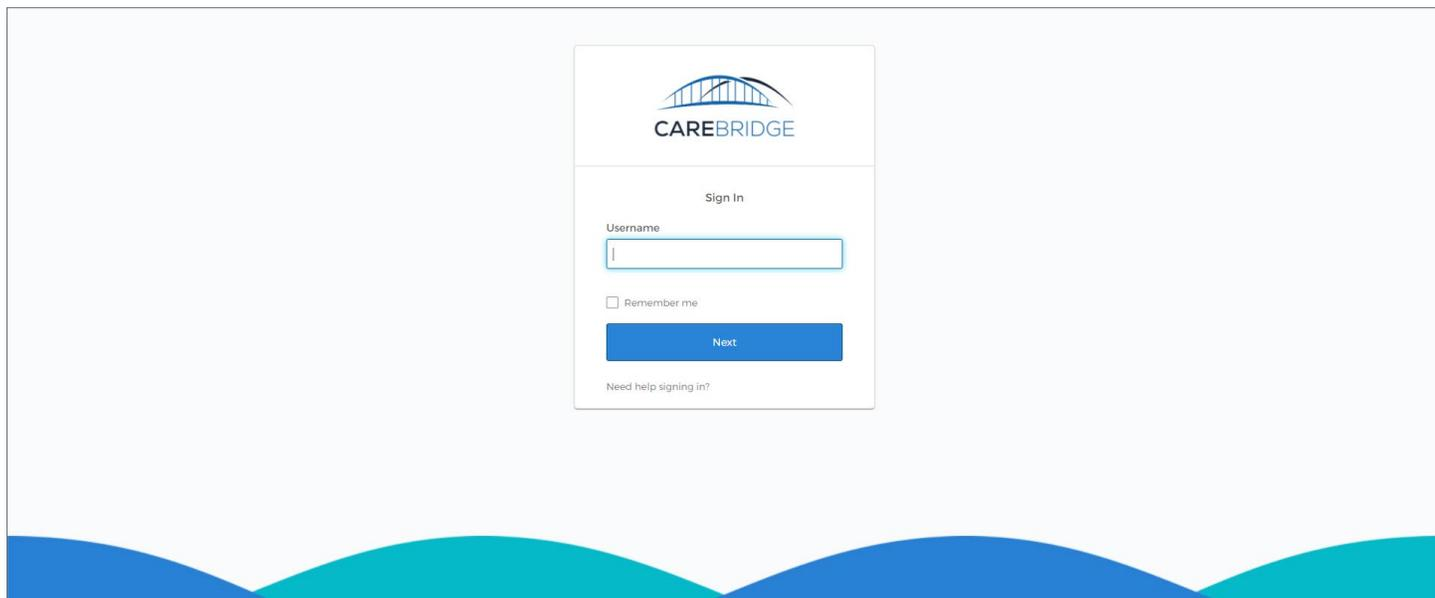 CAREBRIDGE
Sign In
Username
Remember me
Next
Need help signing in?